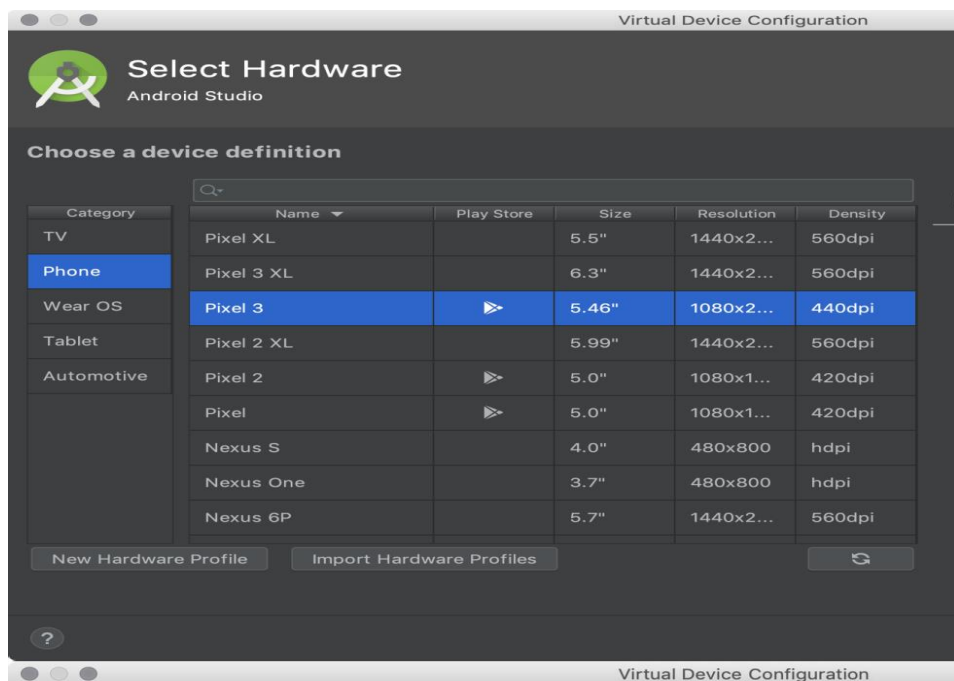 Virtual Device Configuration
Select Hardware
Android Studio
Choose a device definition
Category Name Play Store Size Resolution Density
TV Pixel XL 5.5" 1440x2... 560dpi
Phone Pixel 3 XL 6.3" 1440x2... 560dpi
Wear OS Pixel 3 5.46" 1080x2... 440dpi
Tablet Pixel 2 XL 5.99" 1440x2... 560dpi
Automotive Pixel 2 5.0" 1080x1... 420dpi
Pixel 5.0" 1080x1... 420dpi
Nexus S 4.0" 480x800 hdpi
Nexus One 3.7" 480x800 hdpi
Nexus 6P 5.7" 1440x2... 560dpi
New Hardware Profile Import Hardware Profiles
?
Virtual Device Configuration